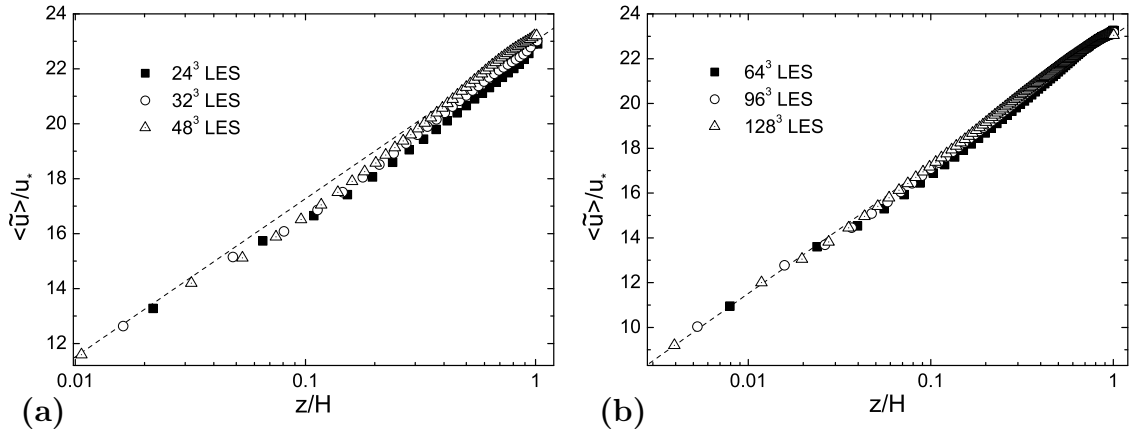 24
22
20
18
16
14
12
24³ LES
32³ LES
48³ LES
<ũ>/u*
0.01 0.1 1
z/H
(a)
24
22
20
18
16
14
12
10
64³ LES
96³ LES
128³ LES
<ũ>/u*
0.01 0.1 1
z/H
(b)